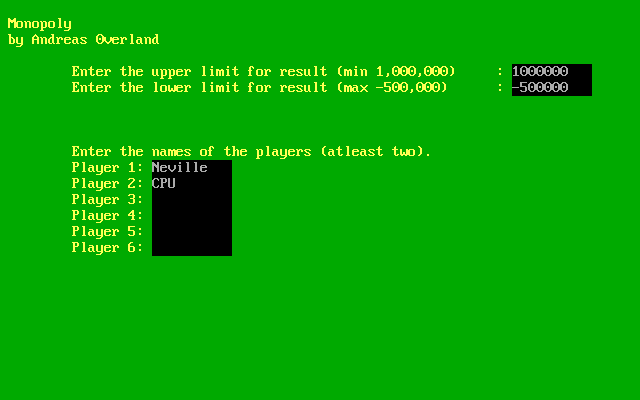 Monopoly
by Andreas Overland
Enter the upper limit for result (min 1,000,000) : 1000000
Enter the lower limit for result (max -500,000) : -500000
Enter the names of the players (atleast two).
Player 1: Neville
Player 2: CPU
Player 3:
Player 4:
Player 5:
Player 6: